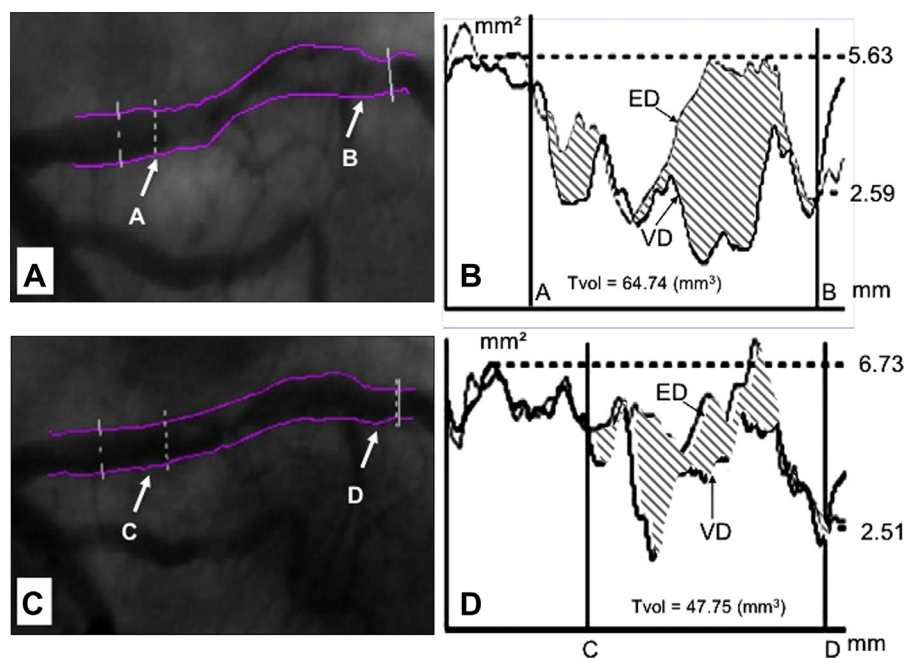 A
B
A
mm²
5.63
ED
2.59
VD
B
Tvol = 64.74 (mm³)
A
B
mm
C
D
C
mm²
6.73
ED
VD
2.51
D
Tvol = 47.75 (mm³)
C
D
mm